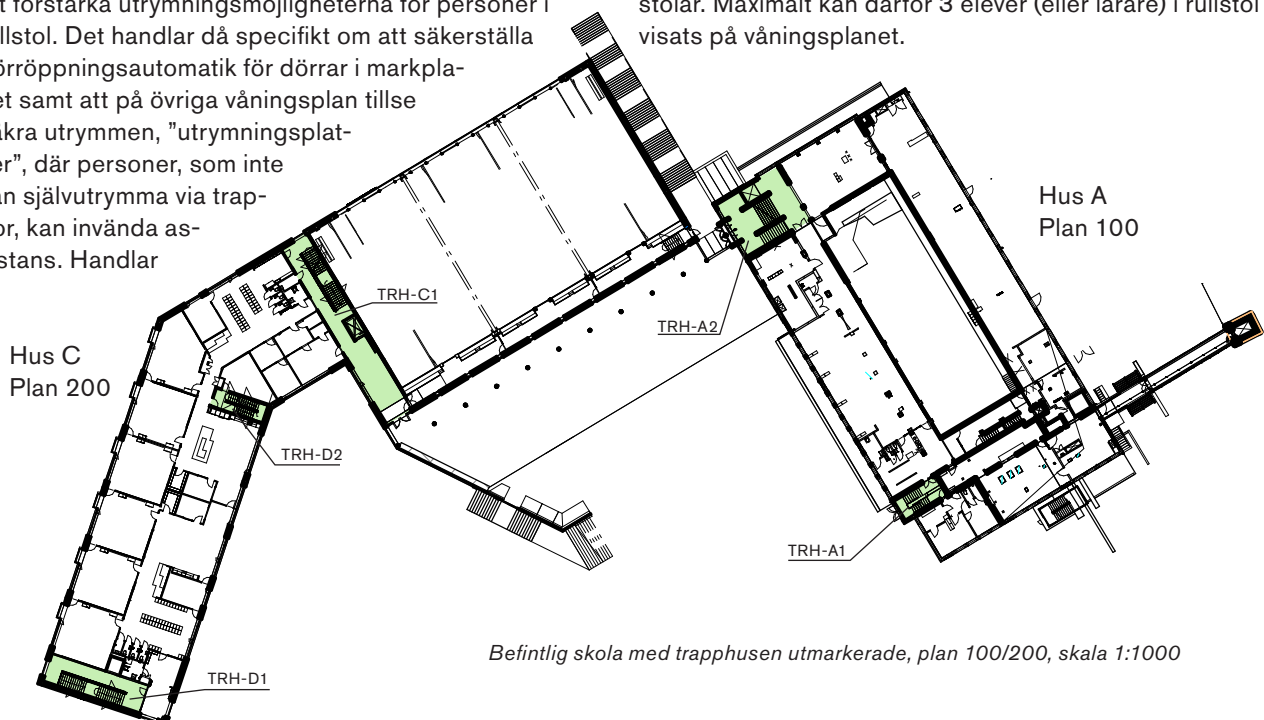 t förstärka utrymningsmöjligheterna för personer i
llstol. Det handlar då specifikt om att säkerställa
örröppningsautomatik för dörrar i markpla-
et samt att på övriga våningsplan tillse
äkra utrymmen, ”utrymningsplat-
er”, där personer, som inte
an självutrymma via trap-
or, kan invända as-
stans. Handlar
stolar. Maximalt kan därför 3 elever (eller lärare) i rullstol
visats på våningsplanet.
Hus A
Plan 100
TRH-C1
TRH-A2
Hus C
Plan 200
TRH-D2
TRH-A1
Befintlig skola med trapphusen utmarkerade, plan 100/200, skala 1:1000
TRH-D1